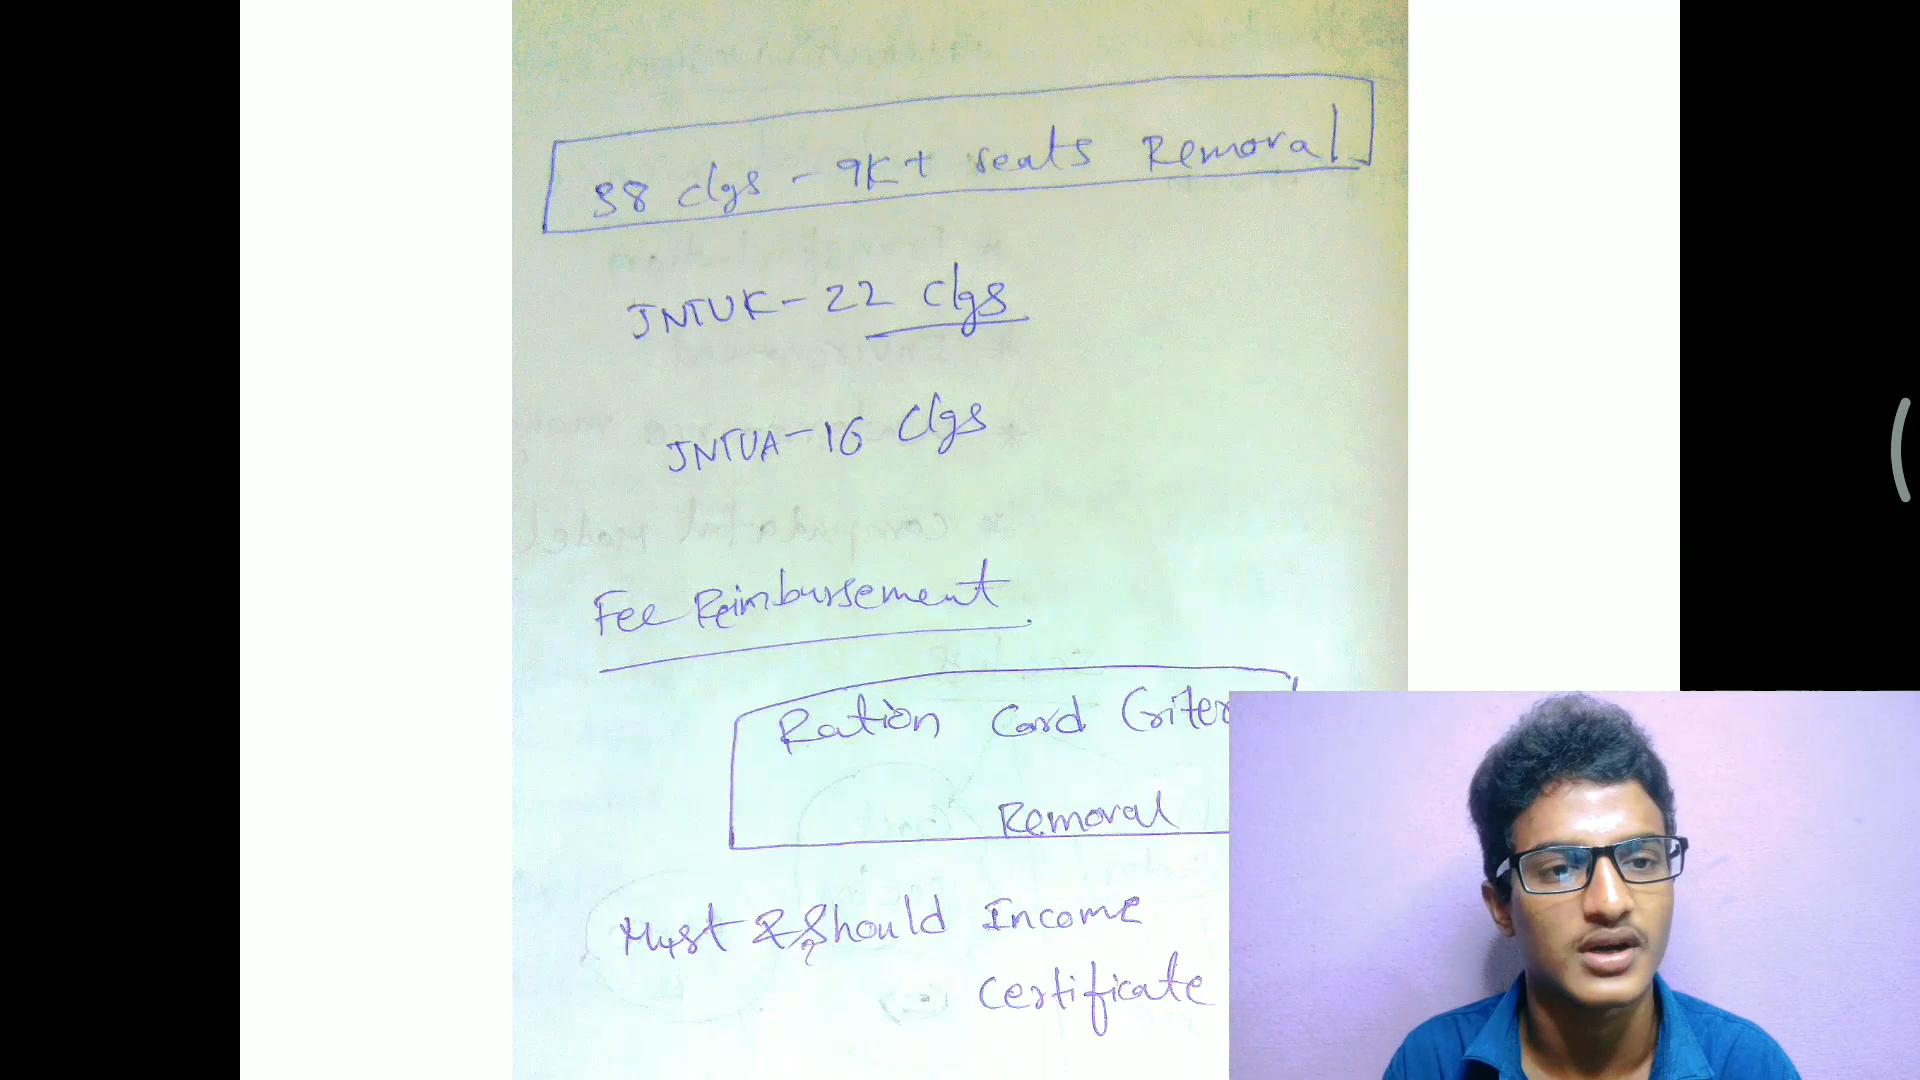 38 clgs - 9K+ seats Removal
JNTUK - 22 clgs
JNTUA - 16 clgs
Fee Reimbursement
Ration Card Criter
Removal
Must & Should Income
Certificate